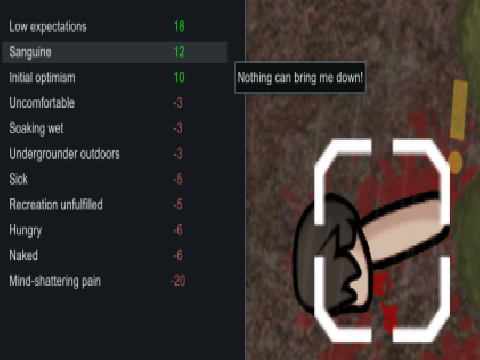 Low expectations 18
Sanguine 12
Initial optimism 10
Nothing can bring me down!
Uncomfortable -3
Soaking wet -3
Undergrounder outdoors -3
Sick -5
Recreation unfulfilled -5
Hungry -6
Naked -6
Mind-shattering pain -20